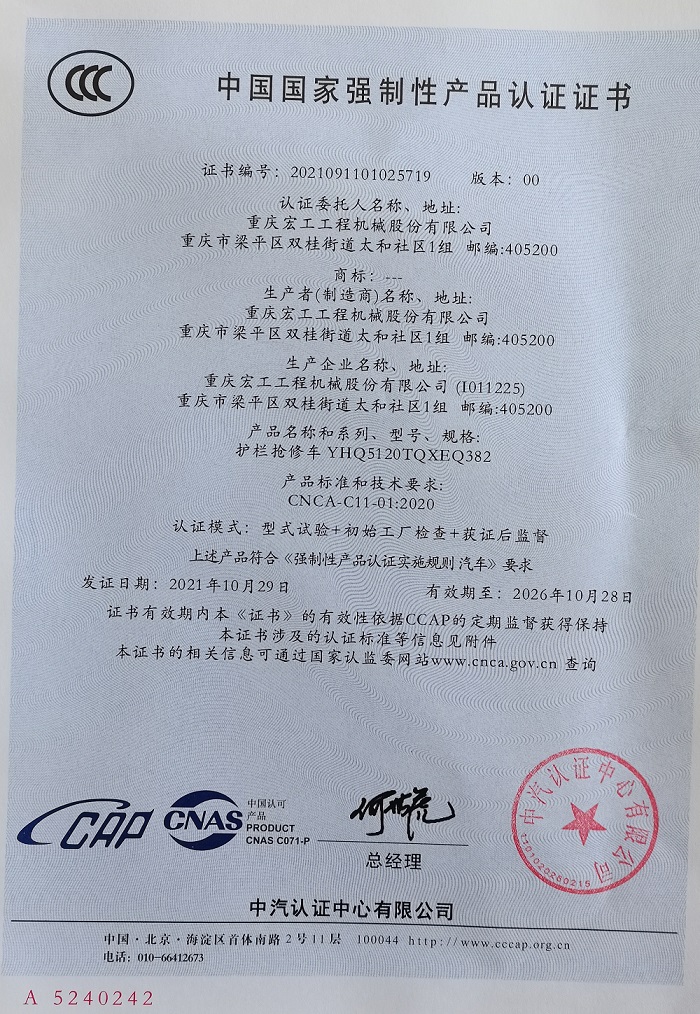 CCC
中国国家强制性产品认证证书
证书编号：2021091101025719 版本：00
认证委托人名称、地址:
重庆宏工工程机械股份有限公司
重庆市梁平区双桂街道太和社区1组 邮编:405200
商标：---
生产者(制造商)名称、地址:
重庆宏工工程机械股份有限公司
重庆市梁平区双桂街道太和社区1组 邮编:405200
生产企业名称、地址:
重庆宏工工程机械股份有限公司 (I011225)
重庆市梁平区双桂街道太和社区1组 邮编:405200
产品名称和系列、型号、规格:
护栏抢修车 YHQ5120TQXEQ382
产品标准和技术要求:
CNCA-C11-01:2020
认证模式：型式试验+初始工厂检查+获证后监督
上述产品符合《强制性产品认证实施规则 汽车》要求
发证日期：2021年10月29日 有效期至：2026年10月28日
证书有效期内本《证书》的有效性依据CCAP的定期监督获得保持
本证书涉及的认证标准等信息见附件
本证书的相关信息可通过国家认监委网站www.cnca.gov.cn 查询
CCAP
CNAS
中国认可
产品
PRODUCT
CNAS C071-P
总经理
中汽认证中心有限公司
1101020260215
中汽认证中心有限公司
中国·北京·海淀区首体南路2号11层 100044 http://www.cccap.org.cn
电话：010-66412673
A 5240242